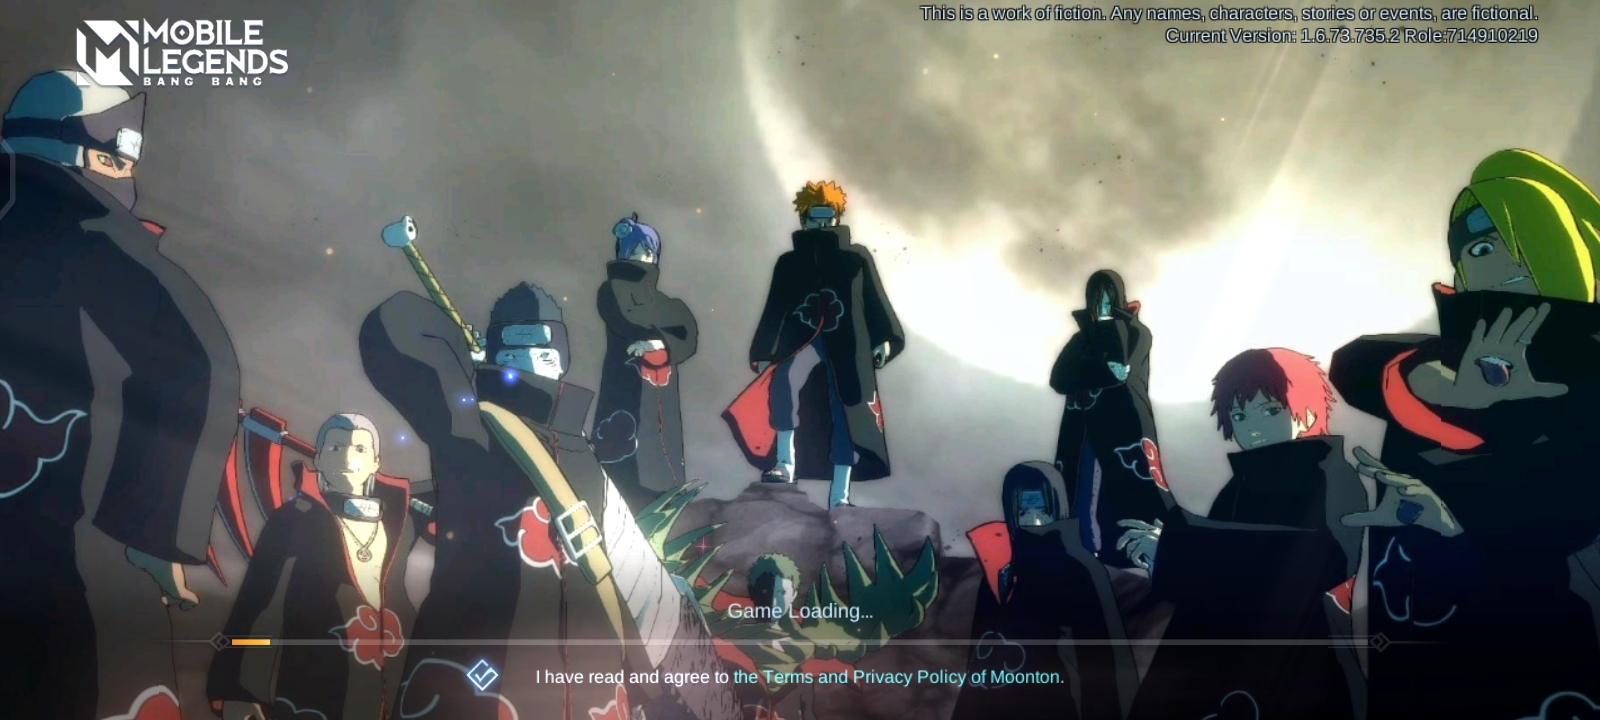 MOBILE
LEGENDS
BANG BANG
This is a work of fiction. Any names, characters, stories or events, are fictional.
Current Version: 1.6.73.735.2 Role:714910219
Game Loading...
I have read and agree to the Terms and Privacy Policy of Moonton.